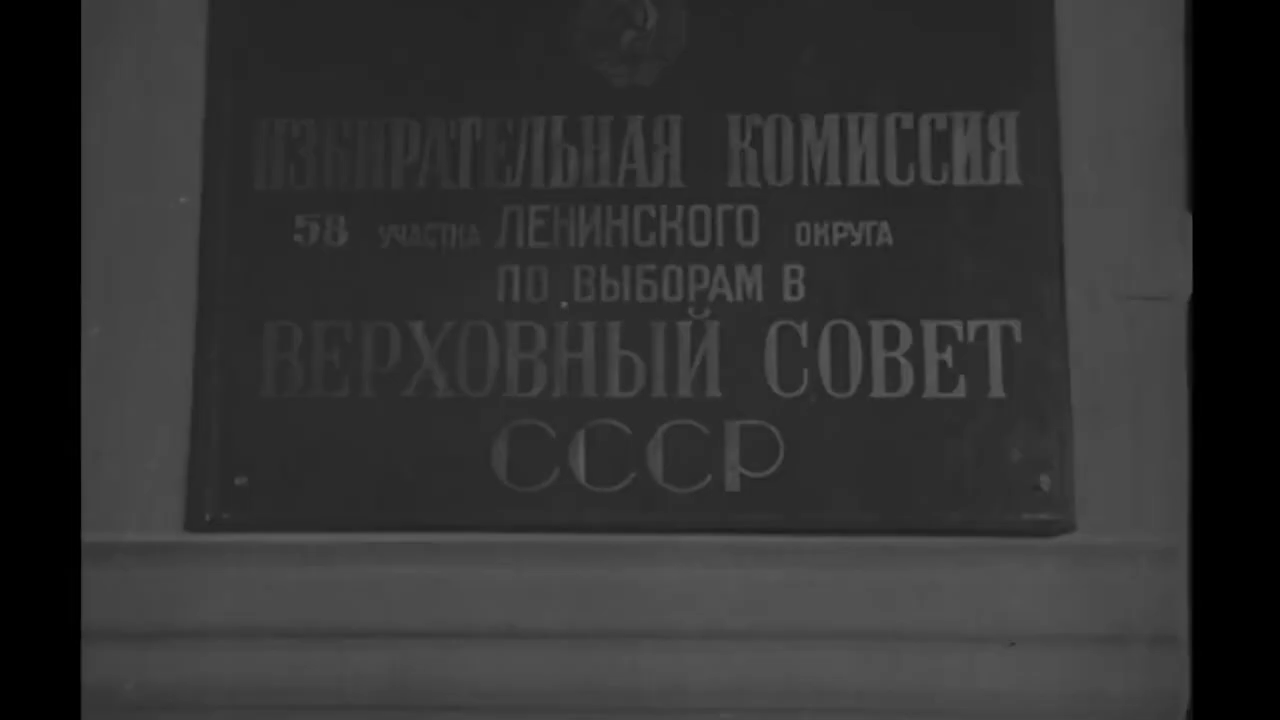 ИЗБИРАТЕЛЬНАЯ КОМИССИЯ
58 УЧАСТКА ЛЕНИНСКОГО ОКРУГА
ПО ВЫБОРАМ В
ВЕРХОВНЫЙ СОВЕТ
СССР